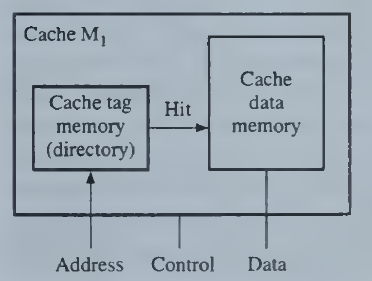 Cache M1
Cache tag
memory
(directory)
Hit
Cache
data
memory
Address
Control
Data